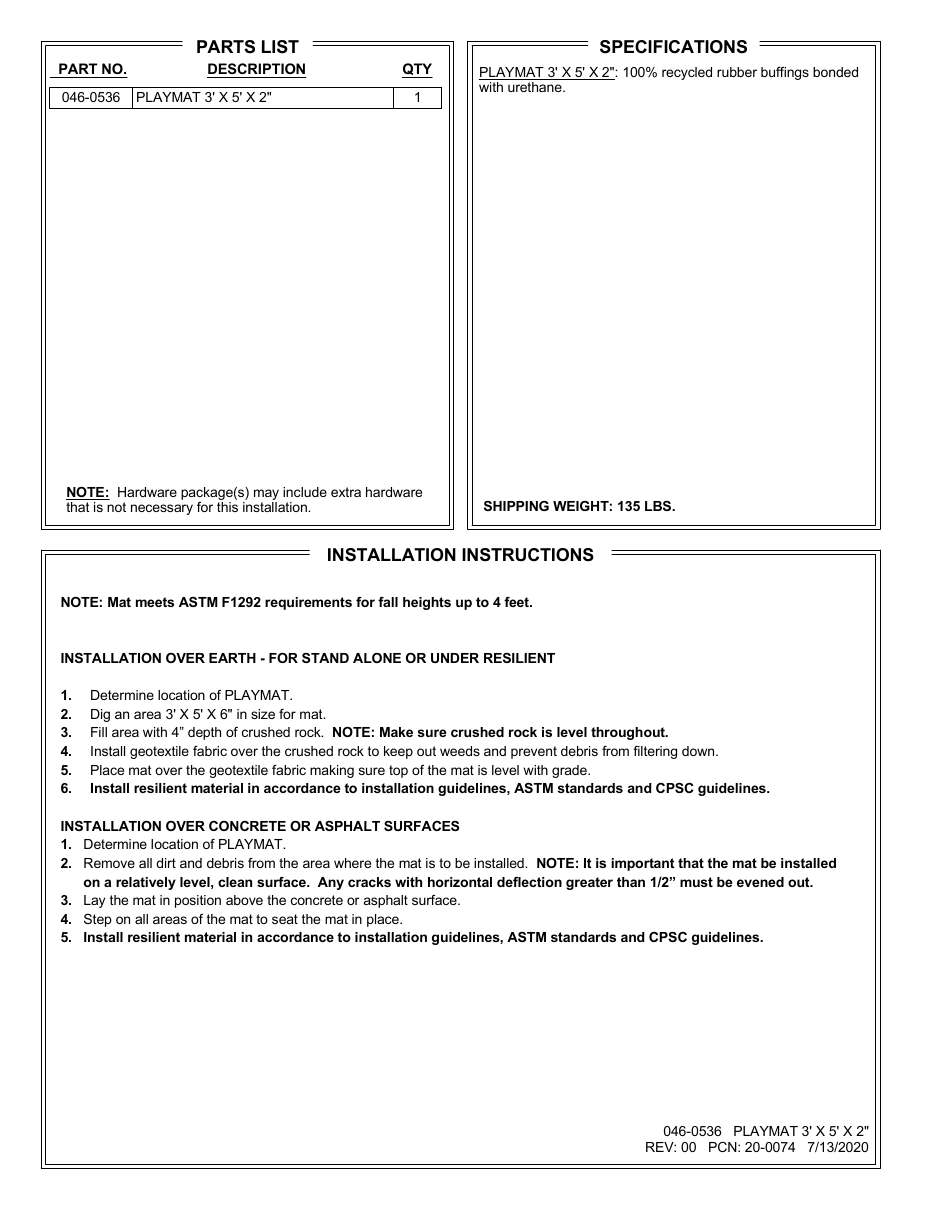 PARTS LIST
PART NO. DESCRIPTION QTY
046-0536 PLAYMAT 3' X 5' X 2" 1
NOTE: Hardware package(s) may include extra hardware
that is not necessary for this installation.
SPECIFICATIONS
PLAYMAT 3' X 5' X 2": 100% recycled rubber buffings bonded
with urethane.
SHIPPING WEIGHT: 135 LBS.
INSTALLATION INSTRUCTIONS
NOTE: Mat meets ASTM F1292 requirements for fall heights up to 4 feet.
INSTALLATION OVER EARTH - FOR STAND ALONE OR UNDER RESILIENT
1. Determine location of PLAYMAT.
2. Dig an area 3' X 5' X 6" in size for mat.
3. Fill area with 4” depth of crushed rock. NOTE: Make sure crushed rock is level throughout.
4. Install geotextile fabric over the crushed rock to keep out weeds and prevent debris from filtering down.
5. Place mat over the geotextile fabric making sure top of the mat is level with grade.
6. Install resilient material in accordance to installation guidelines, ASTM standards and CPSC guidelines.
INSTALLATION OVER CONCRETE OR ASPHALT SURFACES
1. Determine location of PLAYMAT.
2. Remove all dirt and debris from the area where the mat is to be installed. NOTE: It is important that the mat be installed
on a relatively level, clean surface. Any cracks with horizontal deflection greater than 1/2” must be evened out.
3. Lay the mat in position above the concrete or asphalt surface.
4. Step on all areas of the mat to seat the mat in place.
5. Install resilient material in accordance to installation guidelines, ASTM standards and CPSC guidelines.
046-0536 PLAYMAT 3' X 5' X 2"
REV: 00 PCN: 20-0074 7/13/2020